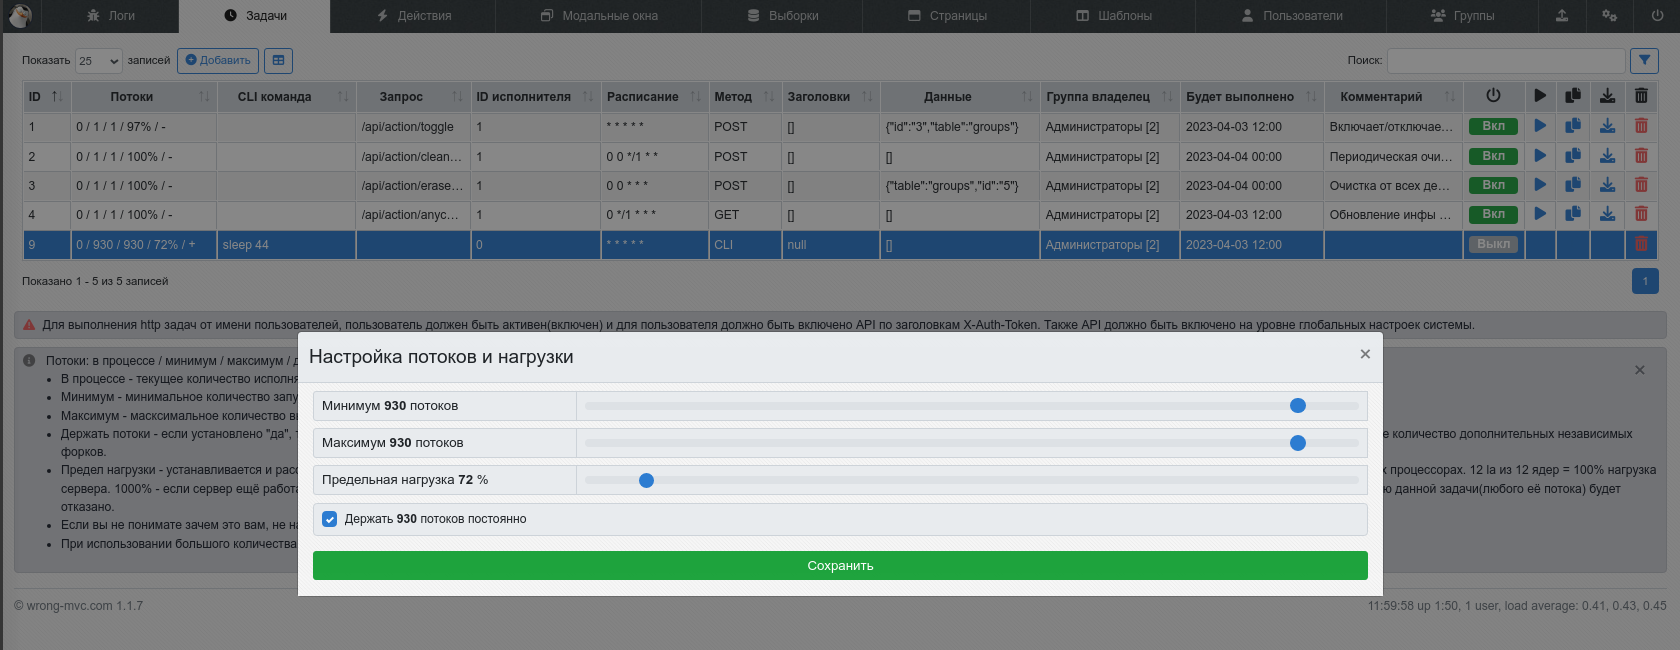 Логи Задачи Действия Модальные окна Выборки Страницы Шаблоны Пользователи Группы
Показать 25 записей Добавить Поиск:
ID Потоки CLI команда Запрос ID исполнителя Расписание Метод Заголовки Данные Группа владелец Будет выполнено Комментарий
1 0 / 1 / 1 / 97% / - /api/action/toggle 1 * * * * * POST [] {"id":"3","table":"groups"} Администраторы [2] 2023-04-03 12:00 Включает/отключае... Вкл
2 0 / 1 / 1 / 100% / - /api/action/clean... 1 0 0 */1 * * POST [] [] Администраторы [2] 2023-04-04 00:00 Периодическая очи... Вкл
3 0 / 1 / 1 / 100% / - /api/action/erase... 1 0 0 * * * POST [] {"table":"groups","id":"5"} Администраторы [2] 2023-04-04 00:00 Очистка от всех де... Вкл
4 0 / 1 / 1 / 100% / - /api/action/anyc... 1 0 */1 * * * GET [] [] Администраторы [2] 2023-04-03 12:00 Обновление инфы ... Вкл
9 0 / 930 / 930 / 72% / + sleep 44 0 * * * * * CLI null [] Администраторы [2] 2023-04-03 12:00 Выкл
Показано 1 - 5 из 5 записей 1
Для выполнения http задач от имени пользователей, пользователь должен быть активен(включен) и для пользователя должно быть включено API по заголовкам X-Auth-Token. Также API должно быть включено на уровне глобальных настроек системы.
Настройка потоков и нагрузки ×
Потоки: в процессе / минимум / максимум /
В процессе - текущее количество
Минимум - минимальное количество
Минимум 930 потоков
Максимум - масксимальное количество
Держать потоки - если установлено "да", количество дополнительных независимых
Максимум 930 потоков
форков.
Предел нагрузки - устанавливается и процессорах. 12 la из 12 ядер = 100% нагрузка
Предельная нагрузка 72 %
сервера. 1000% - если сервер ещё данной задачи(любого её потока) будет
отказано.
Держать 930 потоков постоянно
Если вы не понимате зачем это вам, не
При использовании большого количества
Сохранить
© wrong-mvc.com 1.1.7 11:59:58 up 1:50, 1 user, load average: 0.41, 0.43, 0.45